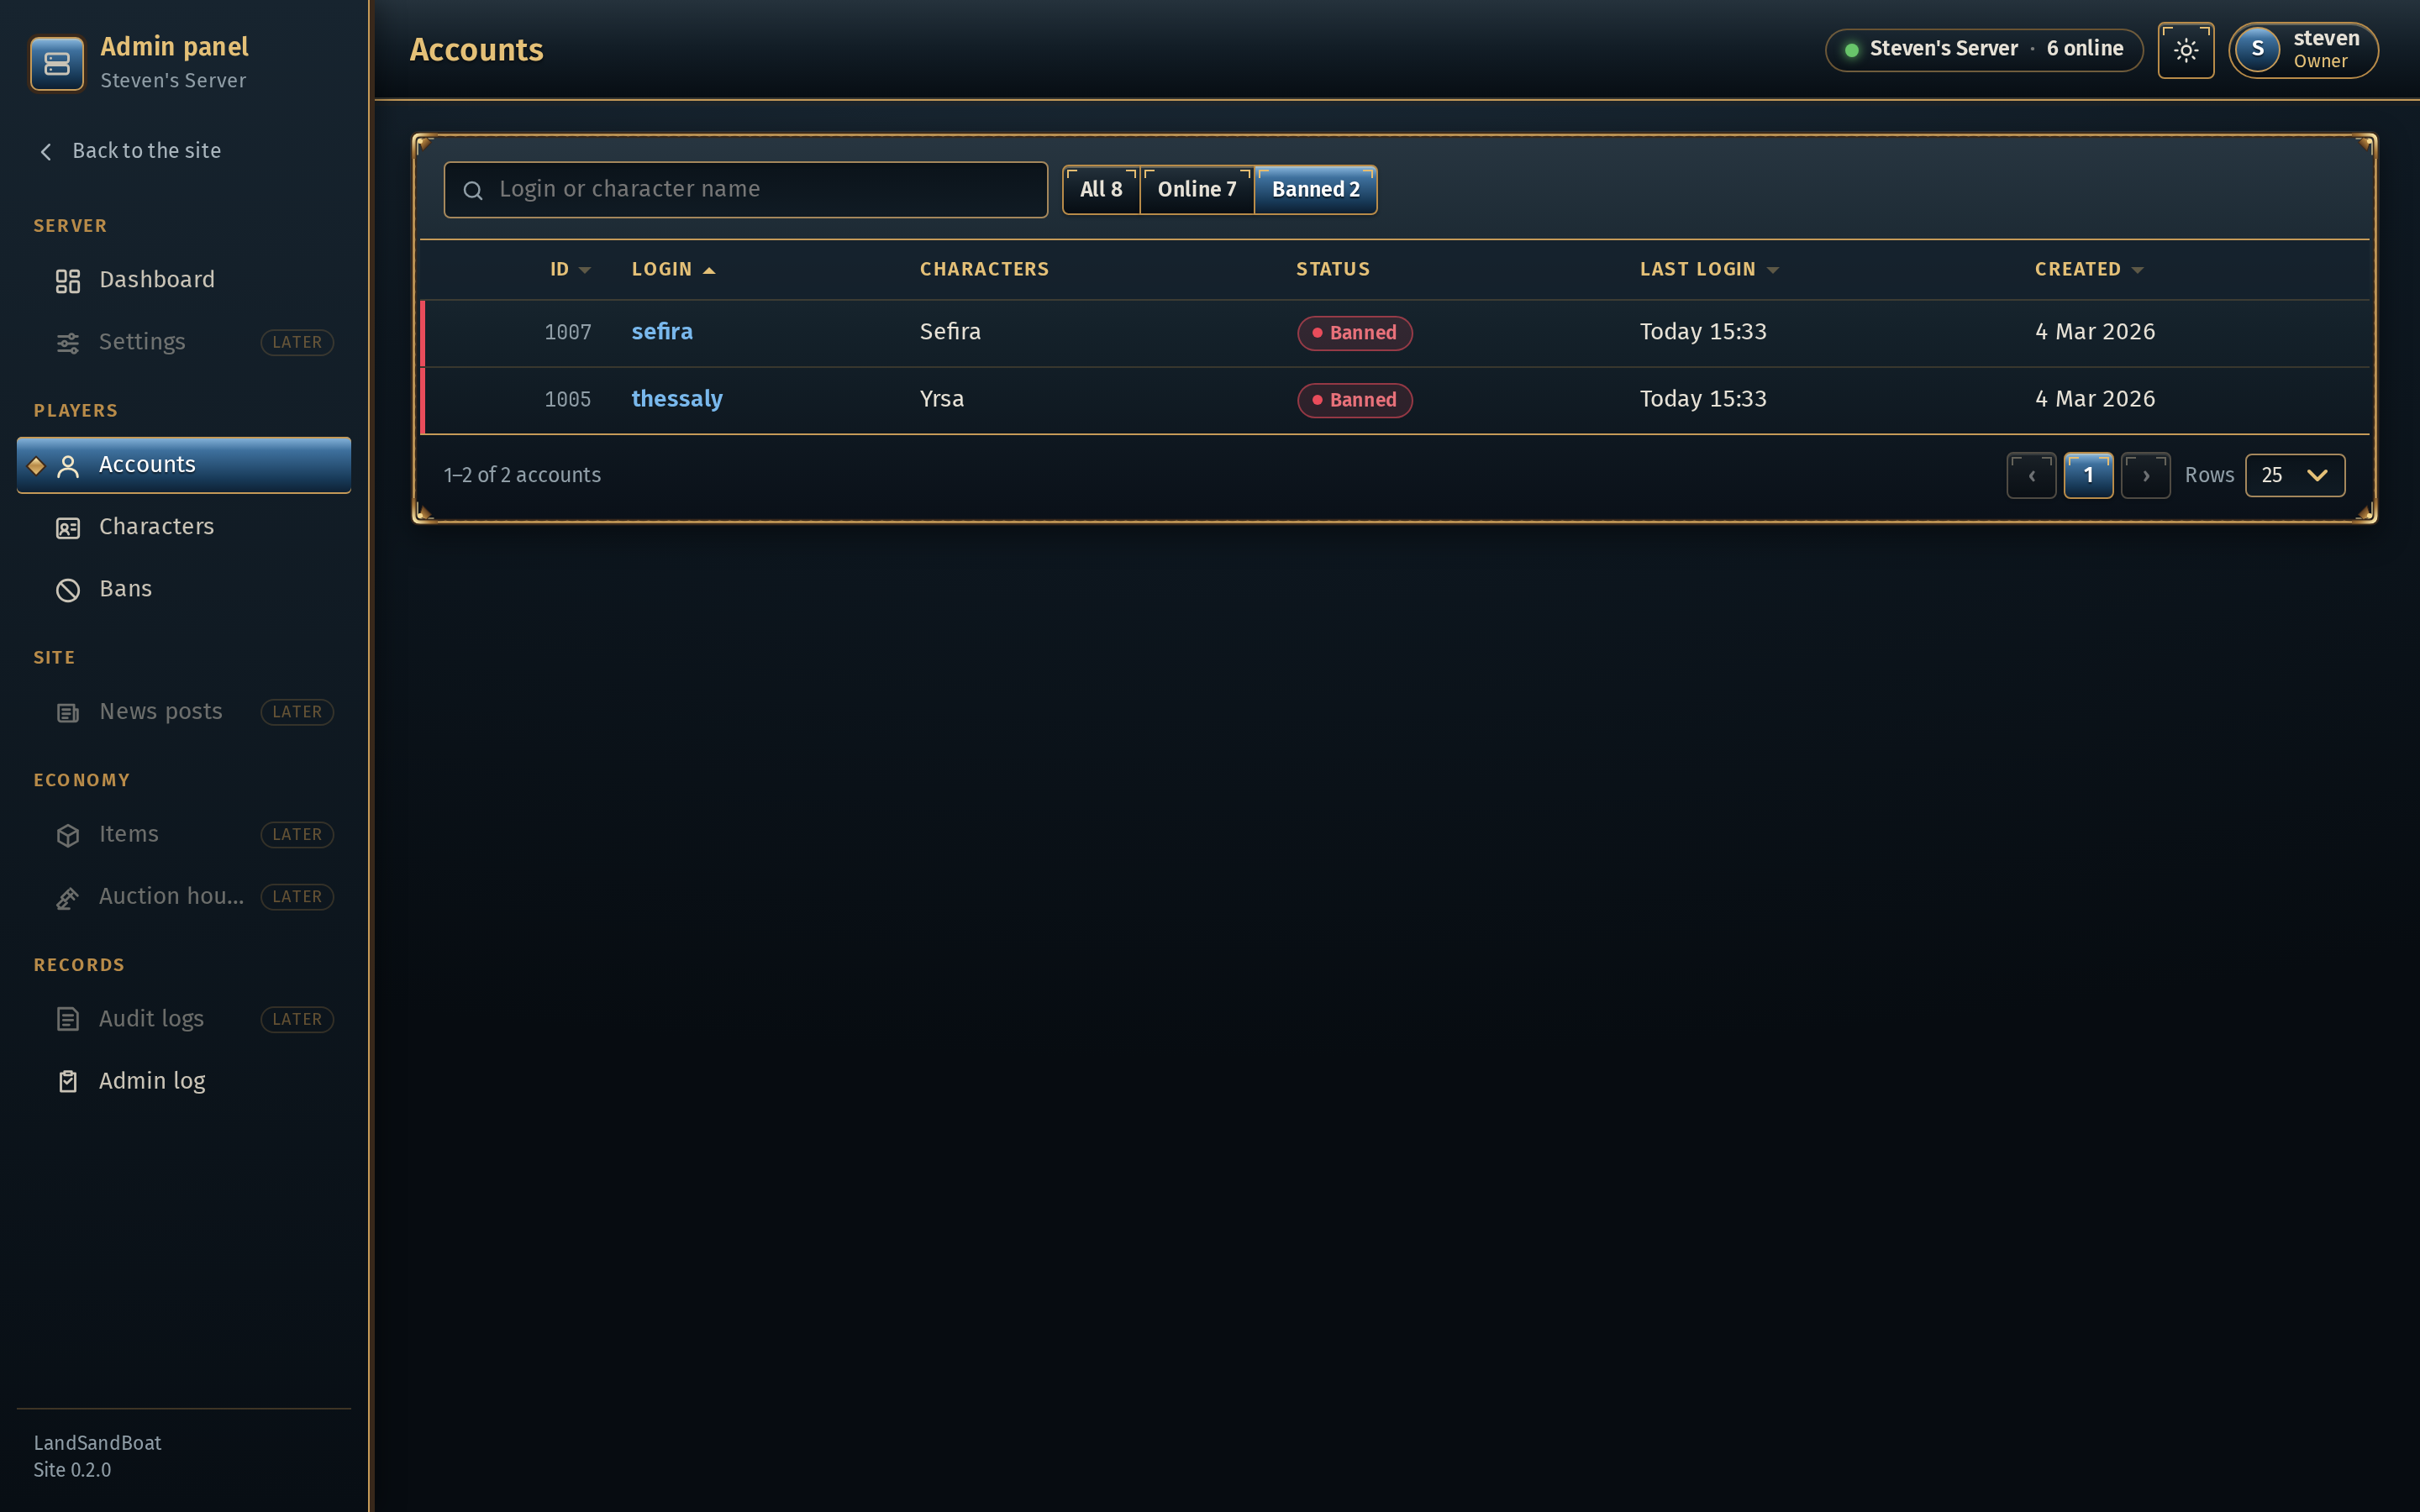 Admin panel
Steven's Server
Back to the site
SERVER
Dashboard
Settings LATER
PLAYERS
Accounts
Characters
Bans
SITE
News posts LATER
ECONOMY
Items LATER
Auction hou... LATER
RECORDS
Audit logs LATER
Admin log
LandSandBoat
Site 0.2.0
Accounts
Steven's Server · 6 online
S
steven
Owner
Login or character name
All 8 Online 7 Banned 2
ID LOGIN CHARACTERS STATUS LAST LOGIN CREATED
1007 sefira Sefira Banned Today 15:33 4 Mar 2026
1005 thessaly Yrsa Banned Today 15:33 4 Mar 2026
1–2 of 2 accounts
‹ 1 › Rows 25